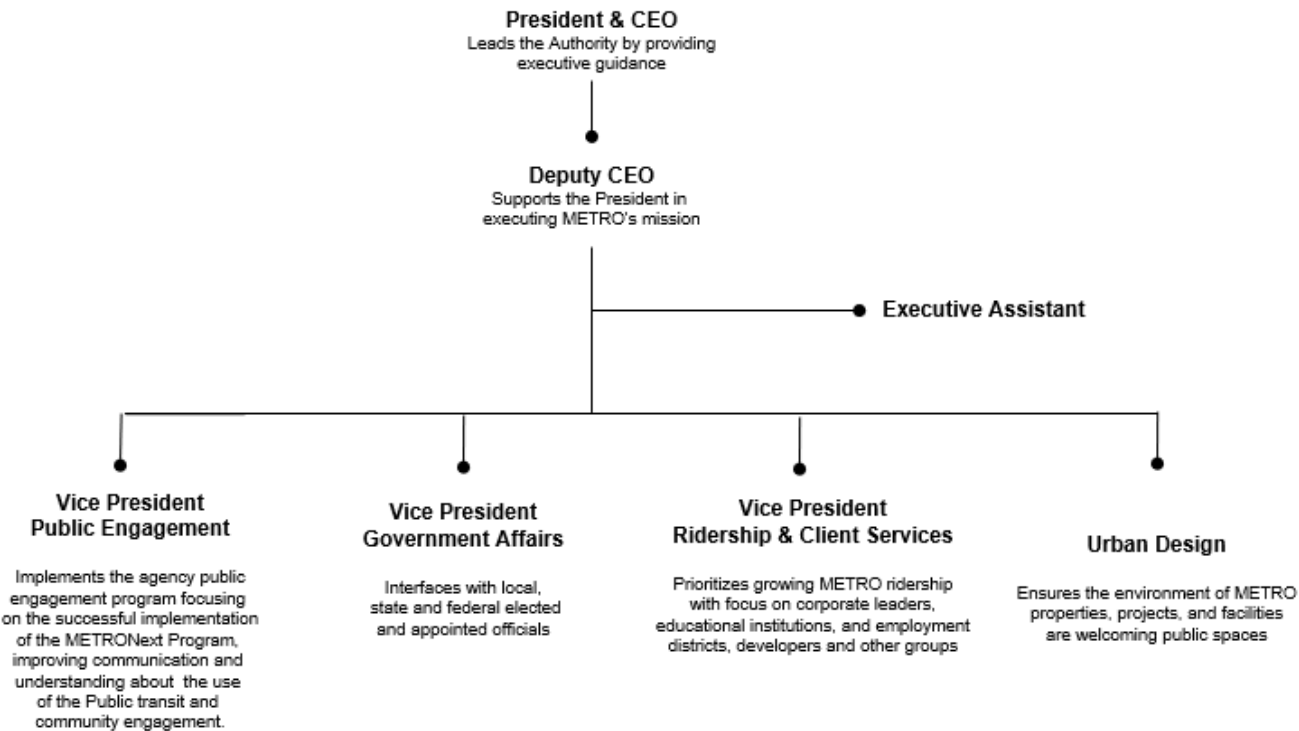 President & CEO
Leads the Authority by providing
executive guidance
Deputy CEO
Supports the President in
executing METRO's mission
Executive Assistant
Vice President
Public Engagement
Implements the agency public
engagement program focusing
on the successful implementation
of the METRONext Program,
improving communication and
understanding about the use
of the Public transit and
community engagement.
Vice President
Government Affairs
Interfaces with local,
state and federal elected
and appointed officials
Vice President
Ridership & Client Services
Prioritizes growing METRO ridership
with focus on corporate leaders,
educational institutions, and employment
districts, developers and other groups
Urban Design
Ensures the environment of METRO
properties, projects, and facilities
are welcoming public spaces